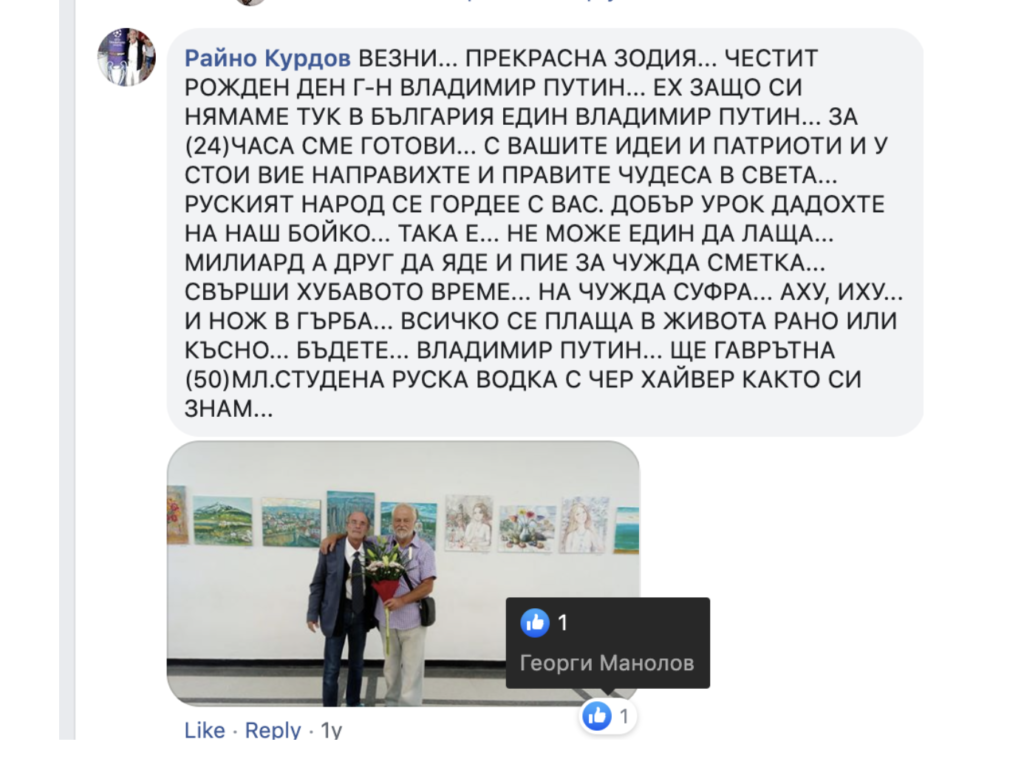 Райно Курдов ВЕЗНИ... ПРЕКРАСНА ЗОДИЯ... ЧЕСТИТ
РОЖДЕН ДЕН Г-Н ВЛАДИМИР ПУТИН... ЕХ ЗАЩО СИ
НЯМАМЕ ТУК В БЪЛГАРИЯ ЕДИН ВЛАДИМИР ПУТИН... ЗА
(24)ЧАСА СМЕ ГОТОВИ... С ВАШИТЕ ИДЕИ И ПАТРИОТИ И У
СТОИ ВИЕ НАПРАВИХТЕ И ПРАВИТЕ ЧУДЕСА В СВЕТА...
РУСКИЯТ НАРОД СЕ ГОРДЕЕ С ВАС. ДОБЪР УРОК ДАДОХТЕ
НА НАШ БОЙКО... ТАКА Е... НЕ МОЖЕ ЕДИН ДА ЛАЩА...
МИЛИАРД А ДРУГ ДА ЯДЕ И ПИЕ ЗА ЧУЖДА СМЕТКА...
СВЪРШИ ХУБАВОТО ВРЕМЕ... НА ЧУЖДА СУФРА... АХУ, ИХУ...
И НОЖ В ГЪРБА... ВСИЧКО СЕ ПЛАЩА В ЖИВОТА РАНО ИЛИ
КЪСНО... БЪДЕТЕ... ВЛАДИМИР ПУТИН... ЩЕ ГАВРЪТНА
(50)МЛ.СТУДЕНА РУСКА ВОДКА С ЧЕР ХАЙВЕР КАКТО СИ
ЗНАМ...
1
Георги Манолов
1
Like · Reply · 1y